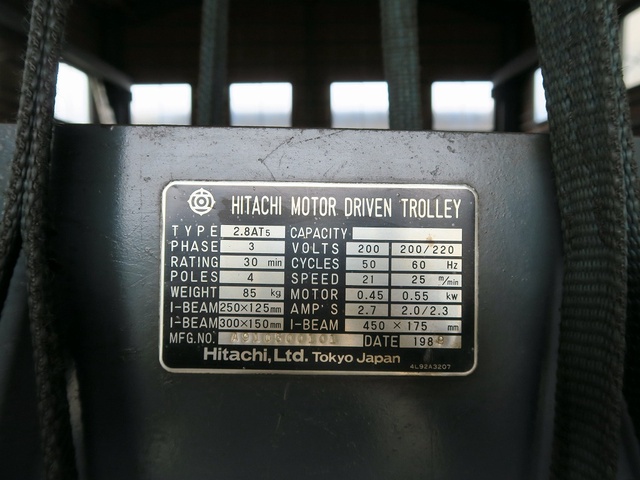 HITACHI MOTOR DRIVEN TROLLEY
TYPE 2.8AT5 CAPACITY
PHASE 3 VOLTS 200 200/220
RATING 30 min CYCLES 50 60 Hz
POLES 4 SPEED 21 25 m/min
WEIGHT 85 kg MOTOR 0.45 0.55 kw
I-BEAM 250×125mm AMP'S 2.7 2.0/2.3
I-BEAM 300×150mm I-BEAM 450 × 175 mm
MFG.NO. DATE 198
Hitachi, Ltd. Tokyo Japan
4L92A3207